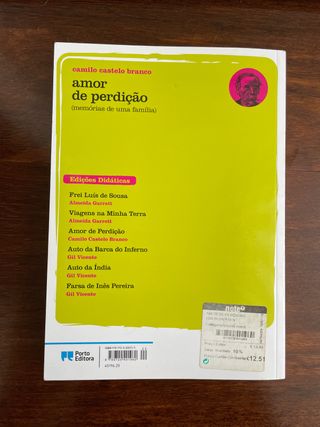 camilo castelo branco
amor
de perdição
(memórias de uma família)
Edições Didáticas
Frei Luís de Sousa
Almeida Garrett
Viagens na Minha Terra
Almeida Garrett
Amor de Perdição
Camilo Castelo Branco
Auto da Barca do Inferno
Gil Vicente
Auto da Índia
Gil Vicente
Farsa de Inês Pereira
Gil Vicente
note!
10%
€12.51
Porto
Editora